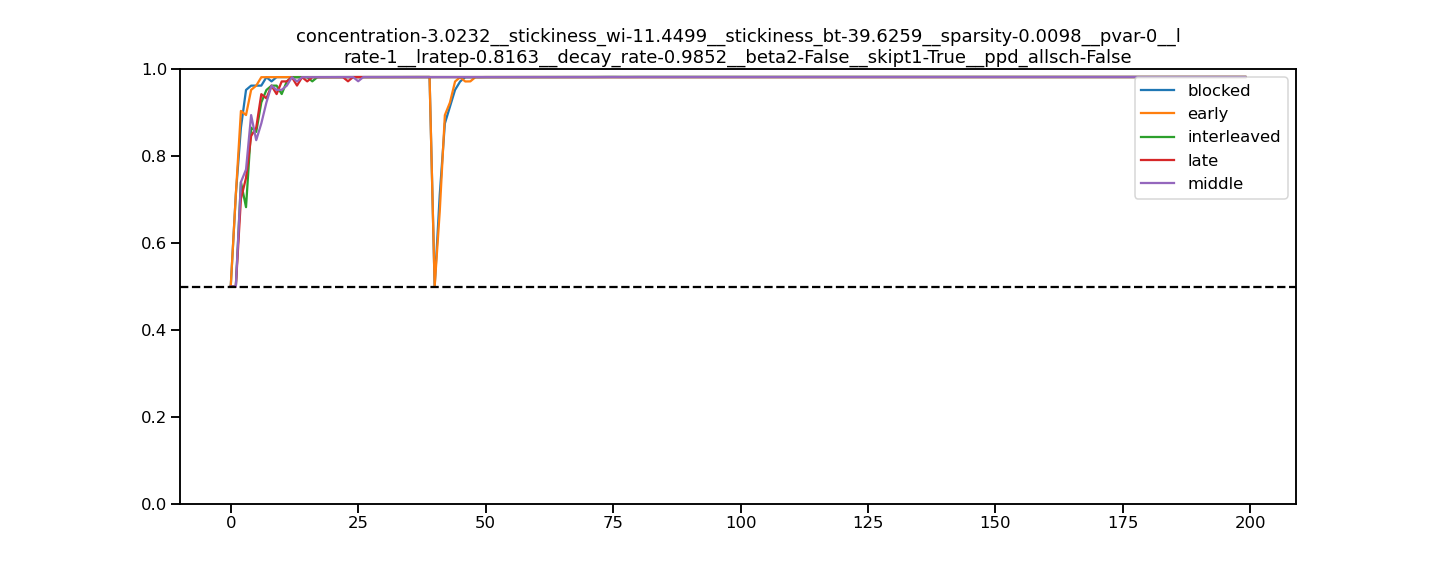 concentration-3.0232__stickiness_wi-11.4499__stickiness_bt-39.6259__sparsity-0.0098__pvar-0__l
rate-1__lratep-0.8163__decay_rate-0.9852__beta2-False__skipt1-True__ppd_allsch-False
1.0
0.8
0.6
0.4
0.2
0.0
blocked
early
interleaved
late
middle
0 25 50 75 100 125 150 175 200